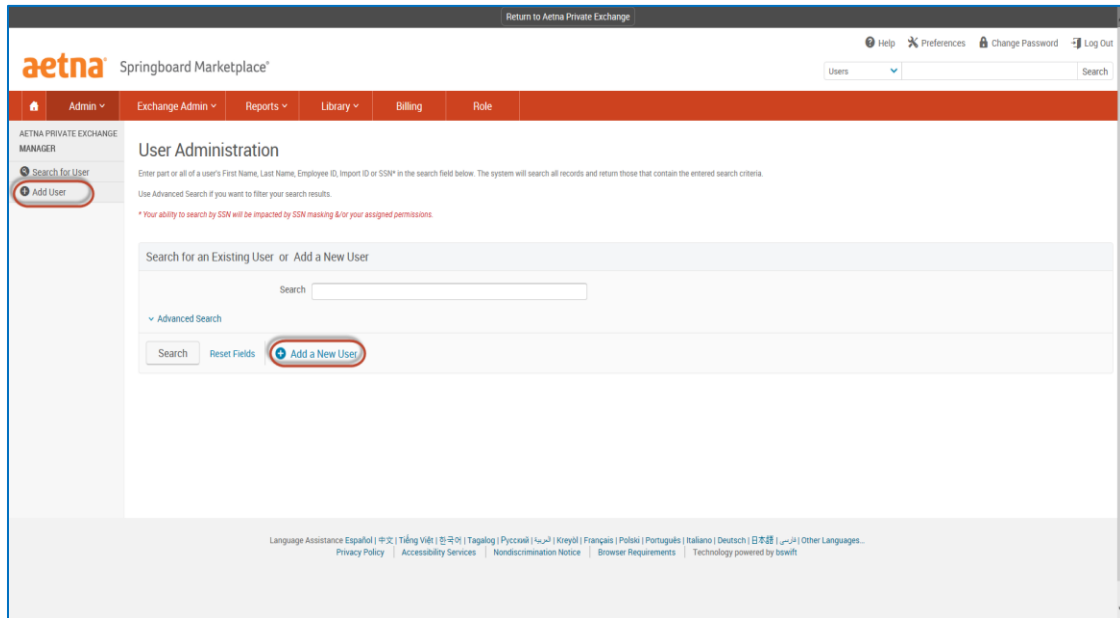 Return to Aetna Private Exchange
Help Preferences Change Password Log Out
aetna Springboard Marketplace®
Users Search
Admin Exchange Admin Reports Library Billing Role
AETNA PRIVATE EXCHANGE
MANAGER
Search for User
Add User
User Administration
Enter part or all of a user's First Name, Last Name, Employee ID, Import ID or SSN* in the search field below. The system will search all records and return those that contain the entered search criteria.
Use Advanced Search if you want to filter your search results.
* Your ability to search by SSN will be impacted by SSN masking &/or your assigned permissions.
Search for an Existing User or Add a New User
Search
Advanced Search
Search Reset Fields Add a New User
Language Assistance Español | 中文 | Tiếng Việt | 한국어 | Tagalog | Русский | العربية | Kreyòl | Français | Polski | Português | Italiano | Deutsch | 日本語 | فارسی | Other Languages...
Privacy Policy | Accessibility Services | Nondiscrimination Notice | Browser Requirements | Technology powered by bswift